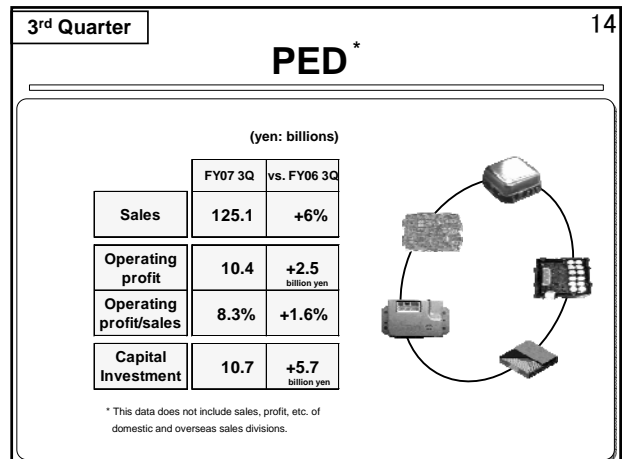 3rd Quarter
14
PED*
(yen: billions)
FY07 3Q vs. FY06 3Q
Sales 125.1 +6%
Operating profit 10.4 +2.5 billion yen
Operating profit/sales 8.3% +1.6%
Capital Investment 10.7 +5.7 billion yen
* This data does not include sales, profit, etc. of
domestic and overseas sales divisions.